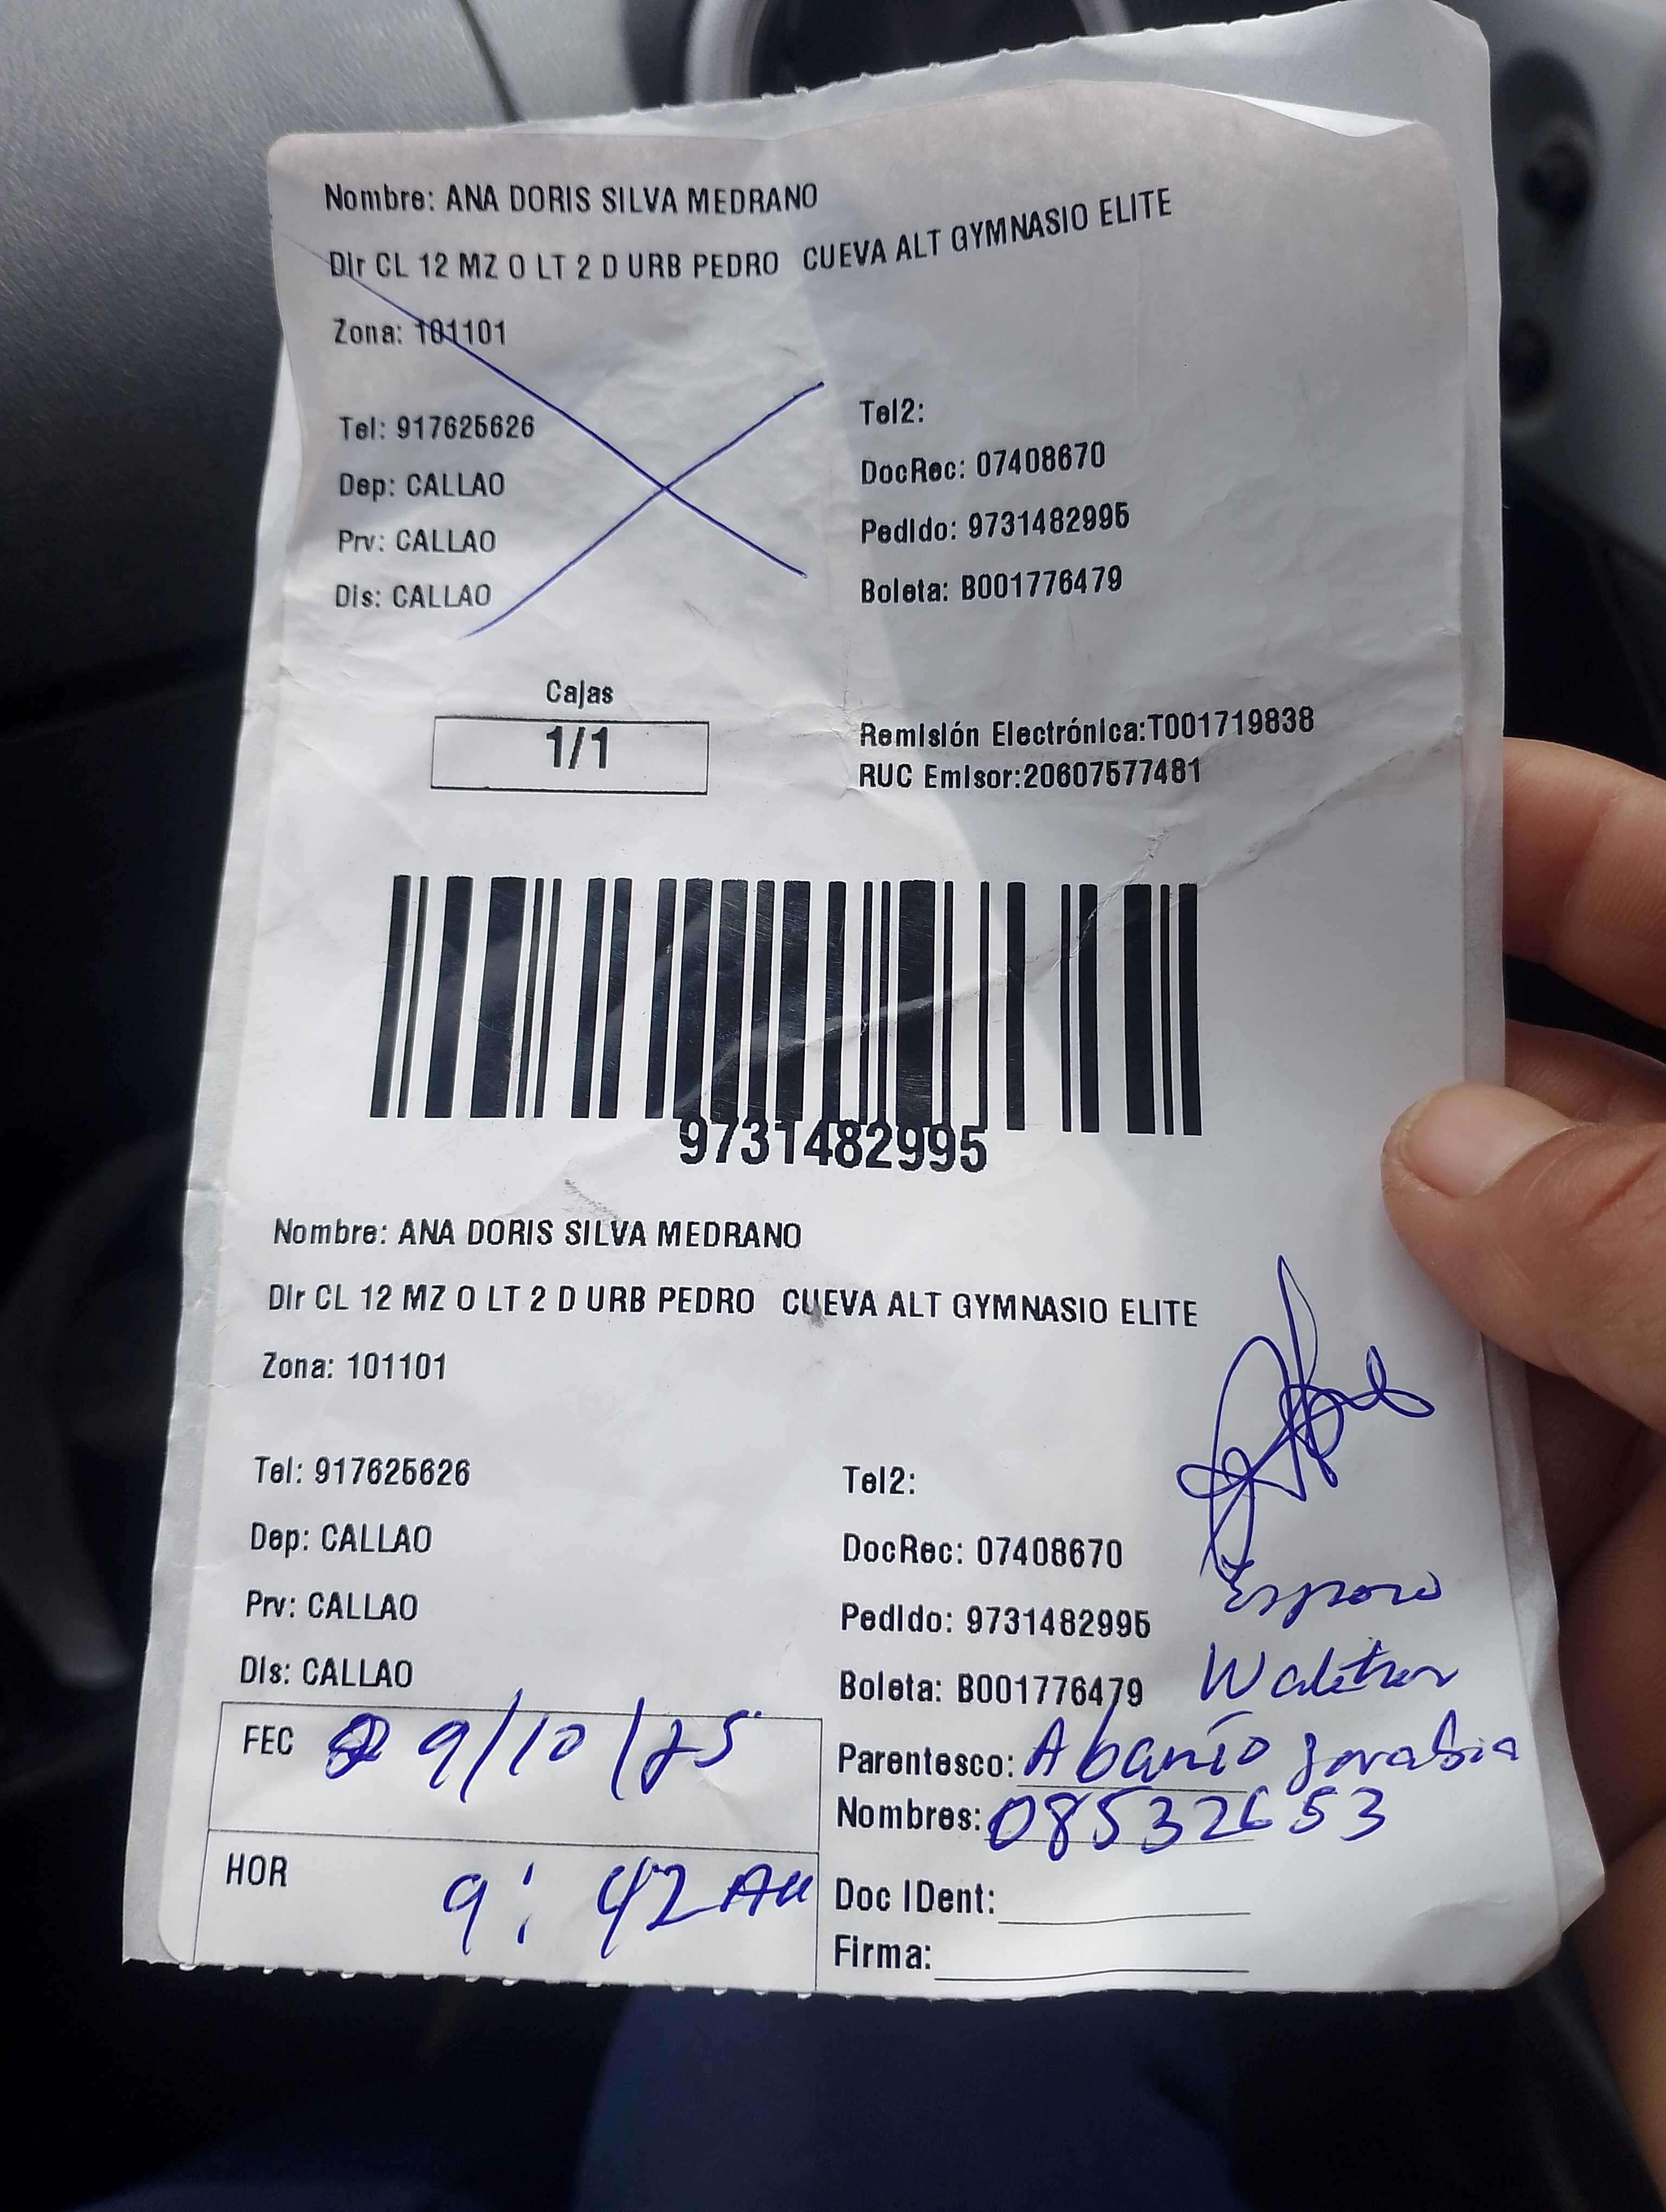 Nombre: ANA DORIS SILVA MEDRANO
Dir CL 12 MZ O LT 2 D URB PEDRO CUEVA ALT GYMNASIO ELITE
Zona: 101101
Tel: 917625626
Tel2:
Dep: CALLAO
DocRec: 07408670
Prv: CALLAO
Pedido: 9731482995
Dis: CALLAO
Boleta: B001776479
Cajas
1/1
Remisión Electrónica:T001719838
RUC Emisor:20607577481
9731482995
Nombre: ANA DORIS SILVA MEDRANO
Dir CL 12 MZ O LT 2 D URB PEDRO CUEVA ALT GYMNASIO ELITE
Zona: 101101
Tel: 917625626
Tel2:
Dep: CALLAO
DocRec: 07408670
Prv: CALLAO
Pedido: 9731482995
Esposo
Dis: CALLAO
Boleta: B001776479
FEC 9/10/25
Parentesco:
Nombres: 08532653
HOR 9:42 AM
Doc IDent:
Firma: